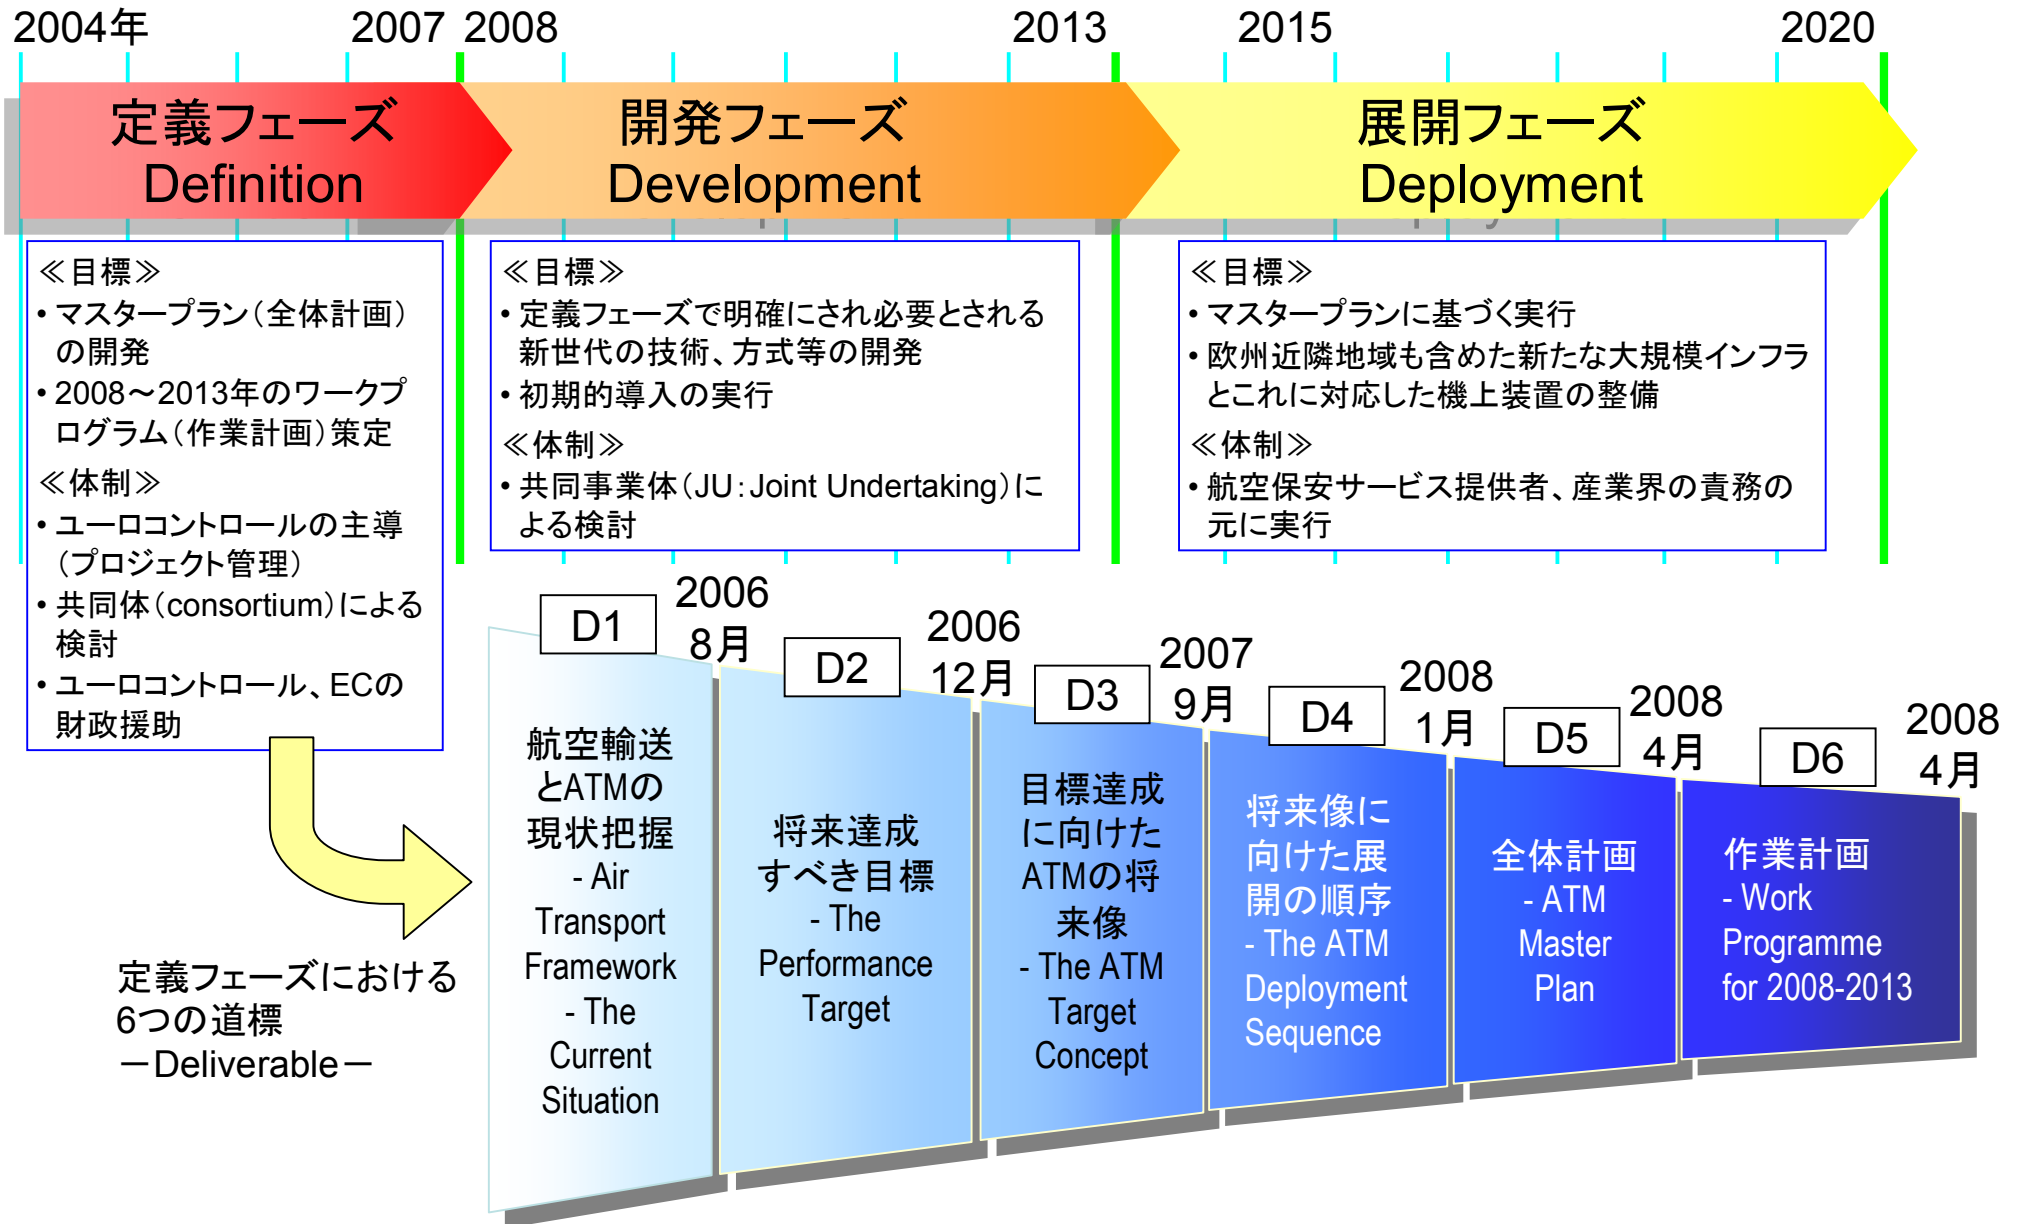 2004年 2007 2008 2013 2015 2020
定義フェーズ
Definition
開発フェーズ
Development
展開フェーズ
Deployment
≪目標≫
• マスタープラン（全体計画）
の開発
• 2008～2013年のワークプ
ログラム（作業計画）策定
≪体制≫
• ユーロコントロールの主導
（プロジェクト管理）
• 共同体（consortium）による
検討
• ユーロコントロール、ECの
財政援助
≪目標≫
• 定義フェーズで明確にされ必要とされる
新世代の技術、方式等の開発
• 初期的導入の実行
≪体制≫
• 共同事業体（JU：Joint Undertaking）に
よる検討
≪目標≫
• マスタープランに基づく実行
• 欧州近隣地域も含めた新たな大規模インフラ
とこれに対応した機上装置の整備
≪体制≫
• 航空保安サービス提供者、産業界の責務の
元に実行
定義フェーズにおける
6つの道標
－Deliverable－
D1
2006
8月
航空輸送
とATMの
現状把握
- Air
Transport
Framework
- The
Current
Situation
D2
2006
12月
将来達成
すべき目標
- The
Performance
Target
D3
2007
9月
目標達成
に向けた
ATMの将
来像
- The ATM
Target
Concept
D4
2008
1月
将来像に
向けた展
開の順序
- The ATM
Deployment
Sequence
D5
2008
4月
全体計画
- ATM
Master
Plan
D6
2008
4月
作業計画
- Work
Programme
for 2008-2013